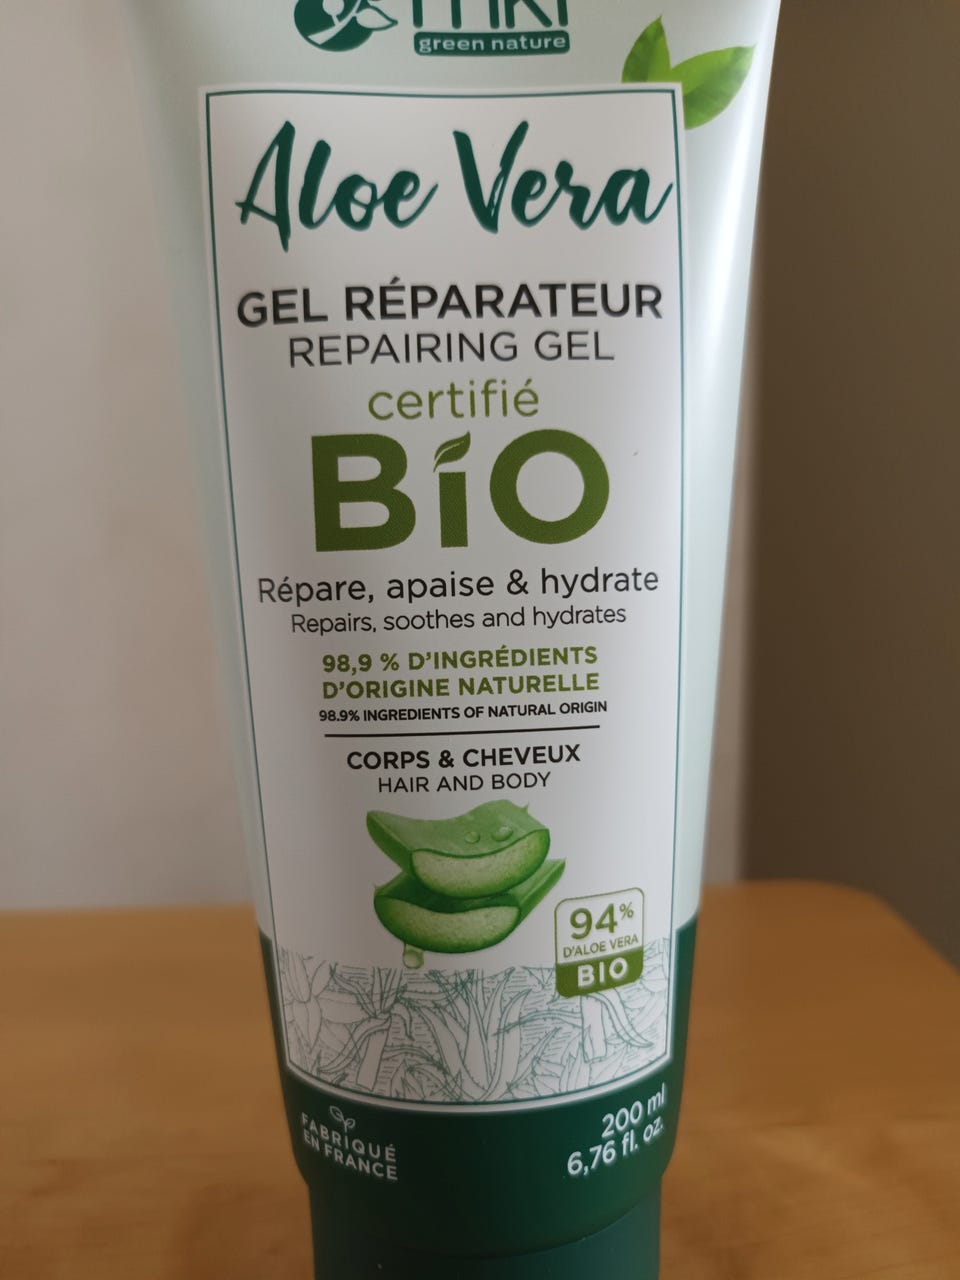 green nature
Aloe Vera
GEL RÉPARATEUR
REPAIRING GEL
certifié
BIO
Répare, apaise & hydrate
Repairs, soothes and hydrates
98,9 % D'INGRÉDIENTS
D'ORIGINE NATURELLE
98.9% INGREDIENTS OF NATURAL ORIGIN
CORPS & CHEVEUX
HAIR AND BODY
94%
D'ALOE VERA
BIO
FABRIQUÉ
EN FRANCE
200 ml
6,76 fl. oz.